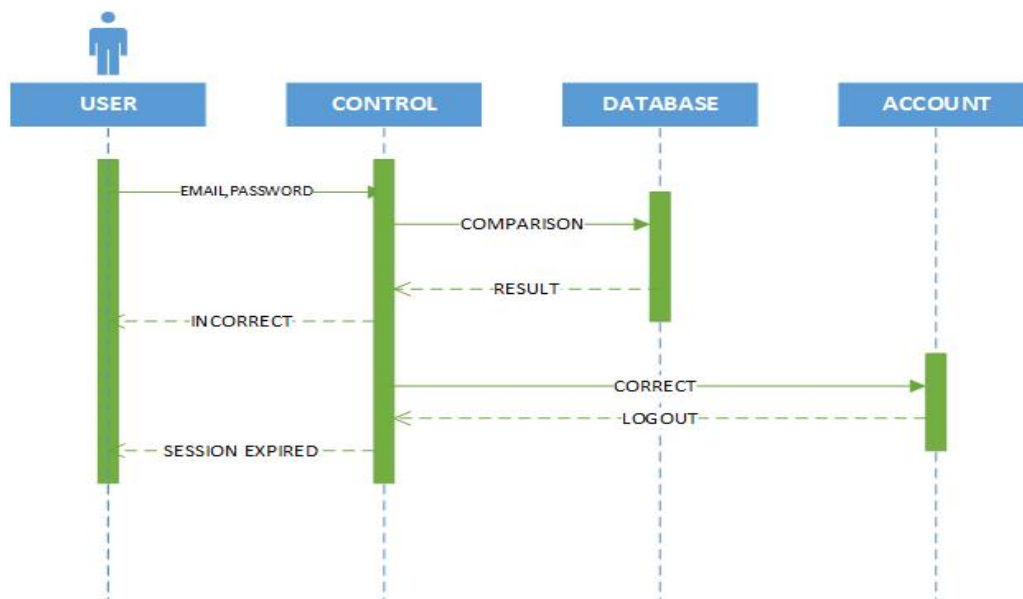 USER
CONTROL
DATABASE
ACCOUNT
EMAIL,PASSWORD
COMPARISON
RESULT
INCORRECT
CORRECT
LOGOUT
SESSION EXPIRED